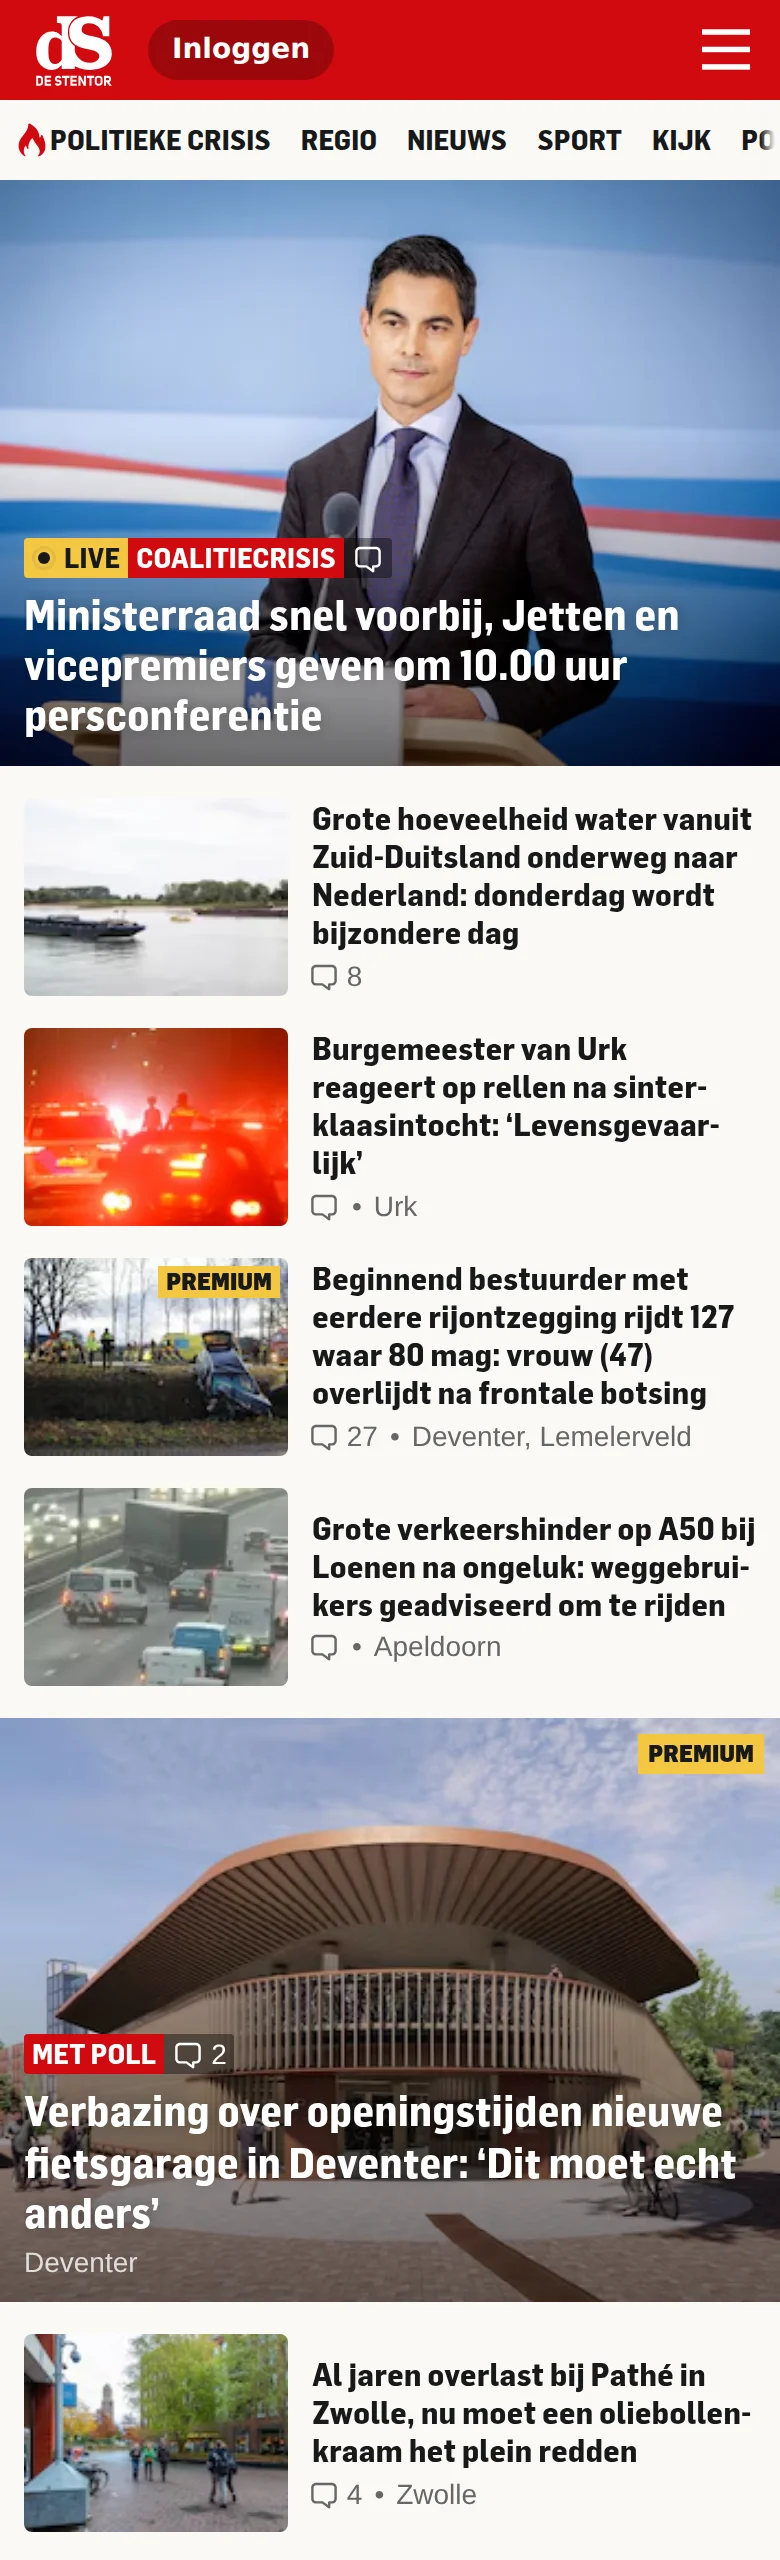 dS
DE STENTOR
Inloggen
POLITIEKE CRISIS REGIO NIEUWS SPORT KIJK PO
LIVE COALITIECRISIS
Ministerraad snel voorbij, Jetten en
vicepremiers geven om 10.00 uur
persconferentie
Grote hoeveelheid water vanuit
Zuid-Duitsland onderweg naar
Nederland: donderdag wordt
bijzondere dag
8
Burgemeester van Urk
reageert op rellen na sinter-
klaasintocht: ‘Levensgevaar-
lijk’
• Urk
PREMIUM
Beginnend bestuurder met
eerdere rijontzegging rijdt 127
waar 80 mag: vrouw (47)
overlijdt na frontale botsing
27 • Deventer, Lemelerveld
Grote verkeershinder op A50 bij
Loenen na ongeluk: weggebrui-
kers geadviseerd om te rijden
• Apeldoorn
PREMIUM
MET POLL 2
Verbazing over openingstijden nieuwe
fietsgarage in Deventer: ‘Dit moet echt
anders’
Deventer
Al jaren overlast bij Pathé in
Zwolle, nu moet een oliebollen-
kraam het plein redden
4 • Zwolle